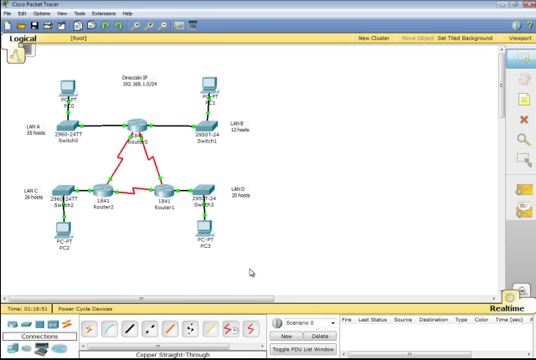 Cisco Packet Tracer
File Edit Options View Tools Extensions Help
Logical
[Root]
New Cluster
Move Object
Set Tiled Background
Viewport
Dirección IP
192.168.1.0/24
PC-PT
PC0
PC-PT
PC1
LAN A
55 hosts
2960-24TT
Switch0
1841
Router0
2950T-24
Switch1
LAN B
12 hosts
LAN C
26 hosts
2960-24TT
Switch2
1841
Router2
1841
Router1
2950T-24
Switch3
LAN D
20 hosts
PC-PT
PC2
PC-PT
PC3
Time: 01:18:51
Power Cycle Devices
Realtime
Connections
Copper Straight-Through
Scenario 0
New
Delete
Toggle PDU List Window
Fire Last Status Source Destination Type Color Time (sec)